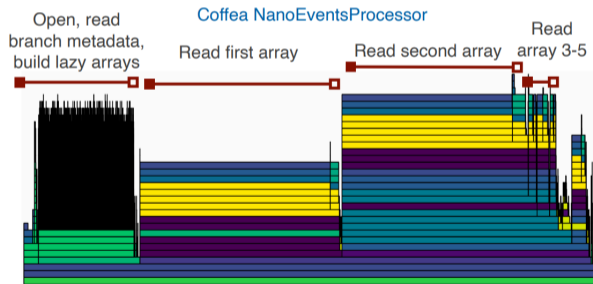 Coffea NanoEventsProcessor
Open, read
branch metadata,
build lazy arrays
Read first array
Read second array
Read
array 3-5